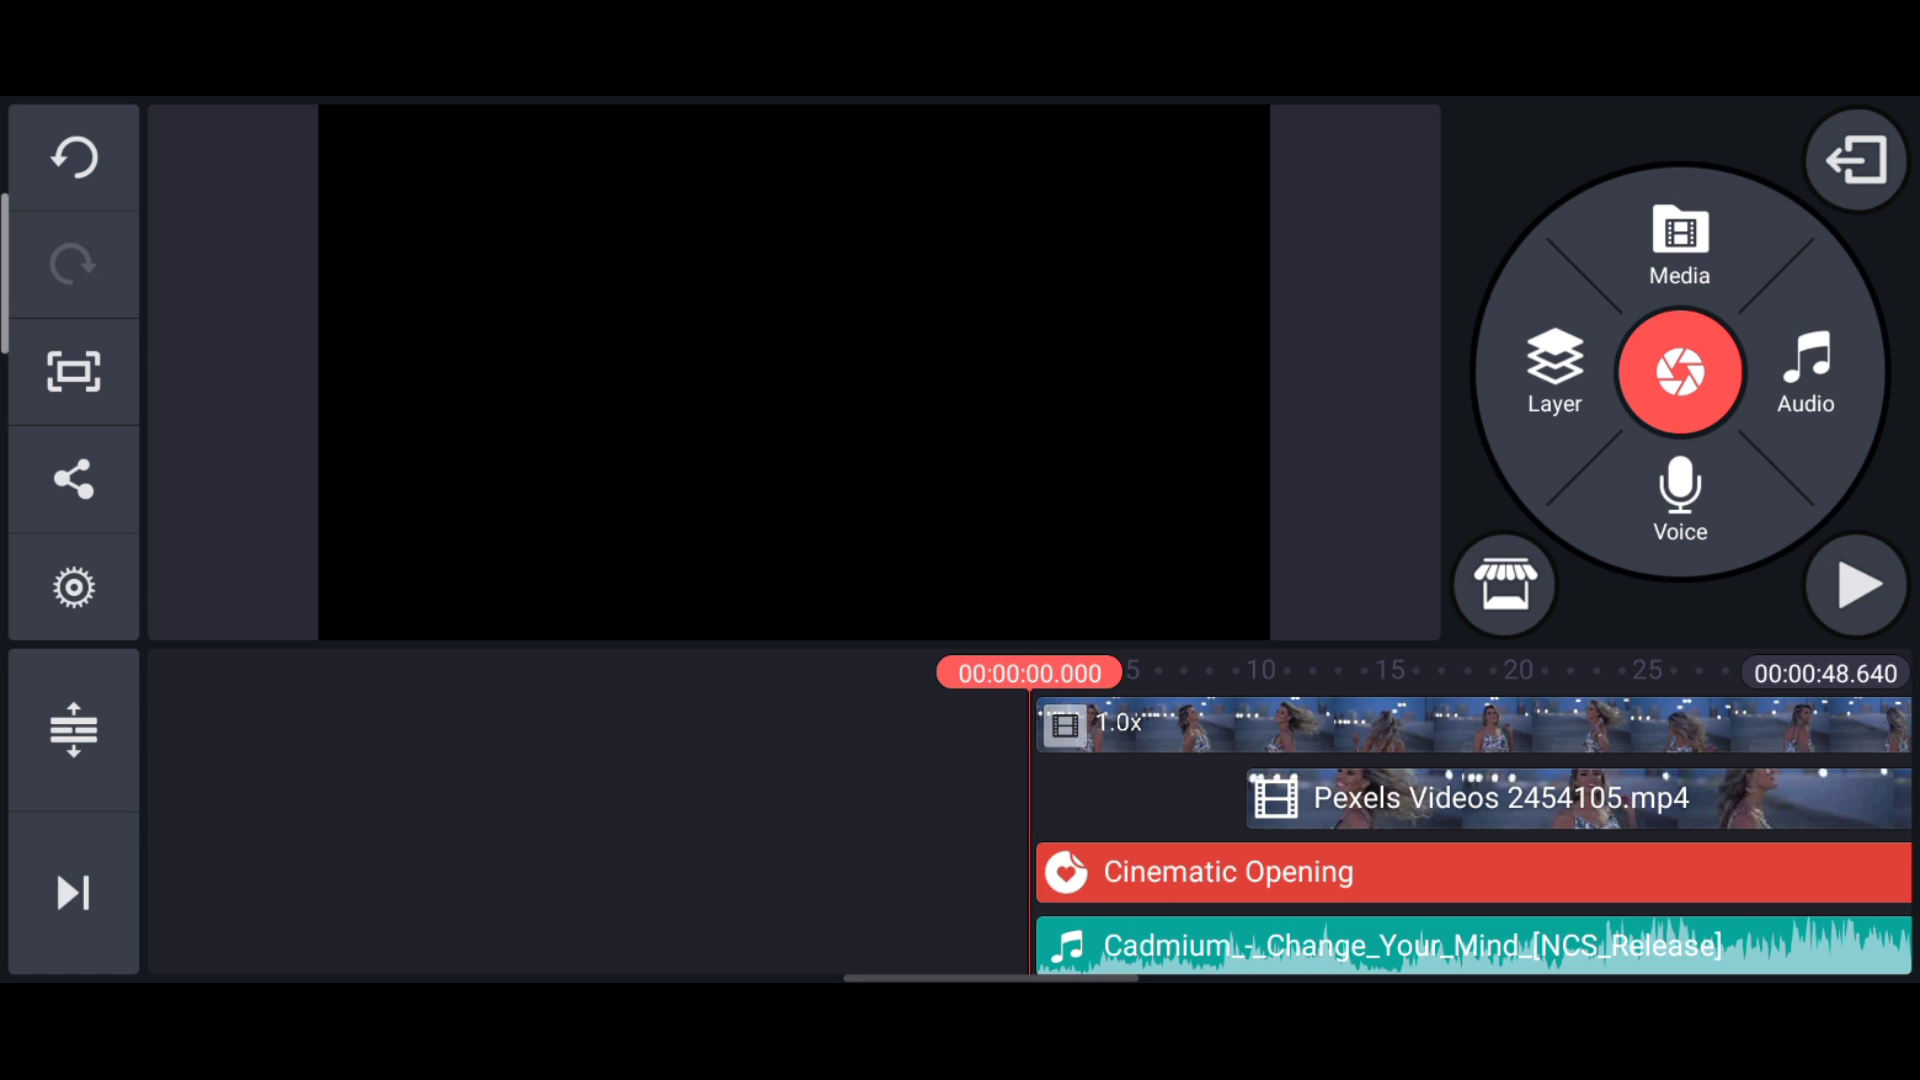 Media
Layer
Audio
Voice
00:00:00.000
5
10
15
20
25
00:00:48.640
1.0x
Pexels Videos 2454105.mp4
Cinematic Opening
Cadmium_-_Change_Your_Mind_[NCS_Release]